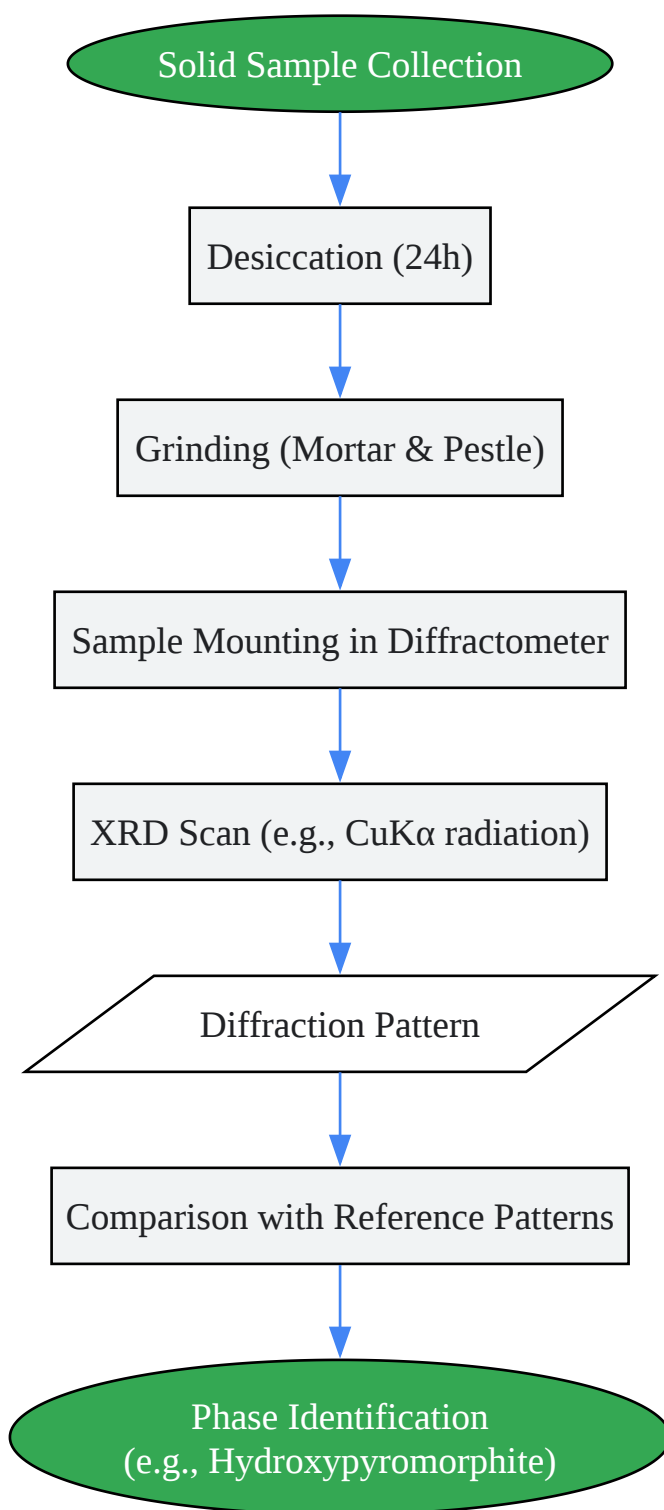 Solid Sample Collection
Desiccation (24h)
Grinding (Mortar & Pestle)
Sample Mounting in Diffractometer
XRD Scan (e.g., CuKα radiation)
Diffraction Pattern
Comparison with Reference Patterns
Phase Identification
(e.g., Hydroxypyromorphite)